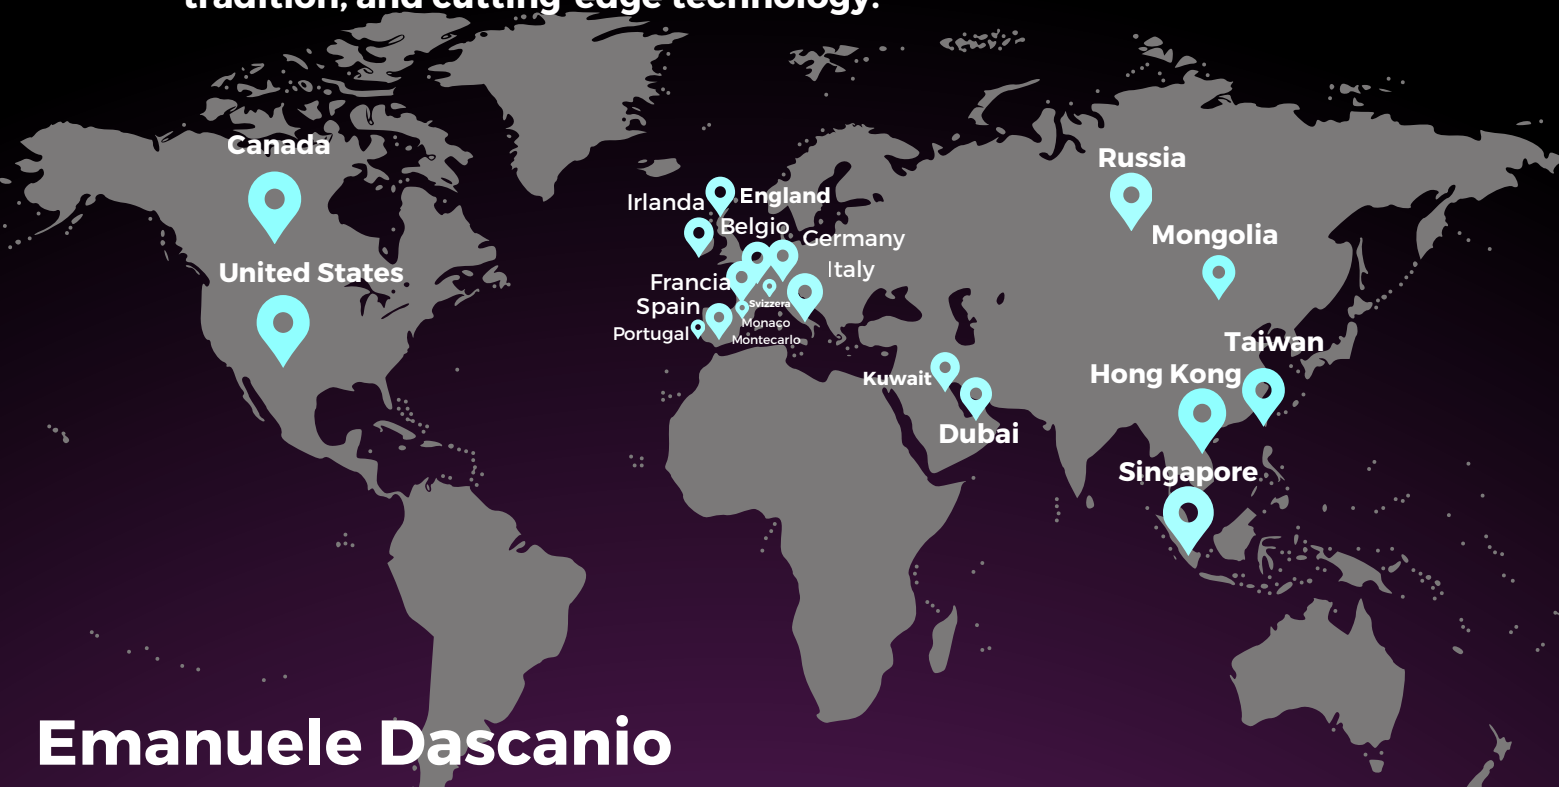 tradition, and cutting-edge technology.
Canada
Russia
England
Irlanda
Belgio
Germany
Mongolia
Italy
United States
Francia
Svizzera
Spain
Monaco
Portugal
Montecarlo
Taiwan
Hong Kong
Kuwait
Dubai
Singapore
Emanuele Dascanio